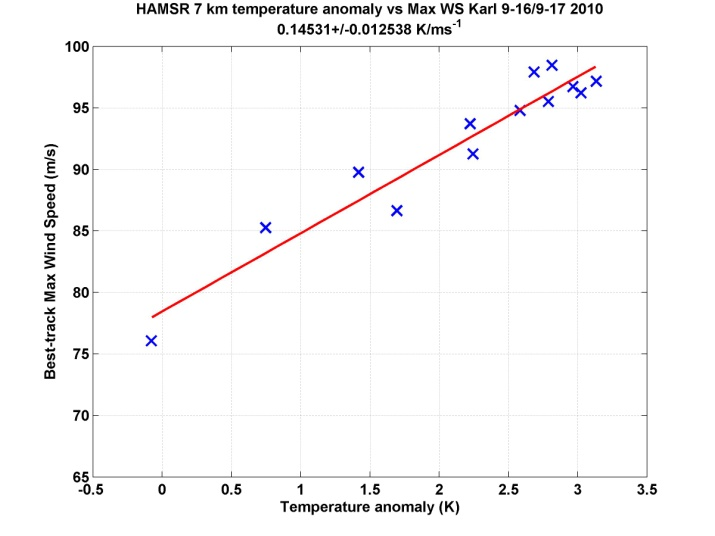 HAMSR 7 km temperature anomaly vs Max WS Karl 9-16/9-17 2010
0.14531+/-0.012538 K/ms⁻¹
Best-track Max Wind Speed (m/s)
100
95
90
85
80
75
70
65
-0.5 0 0.5 1 1.5 2 2.5 3 3.5
Temperature anomaly (K)